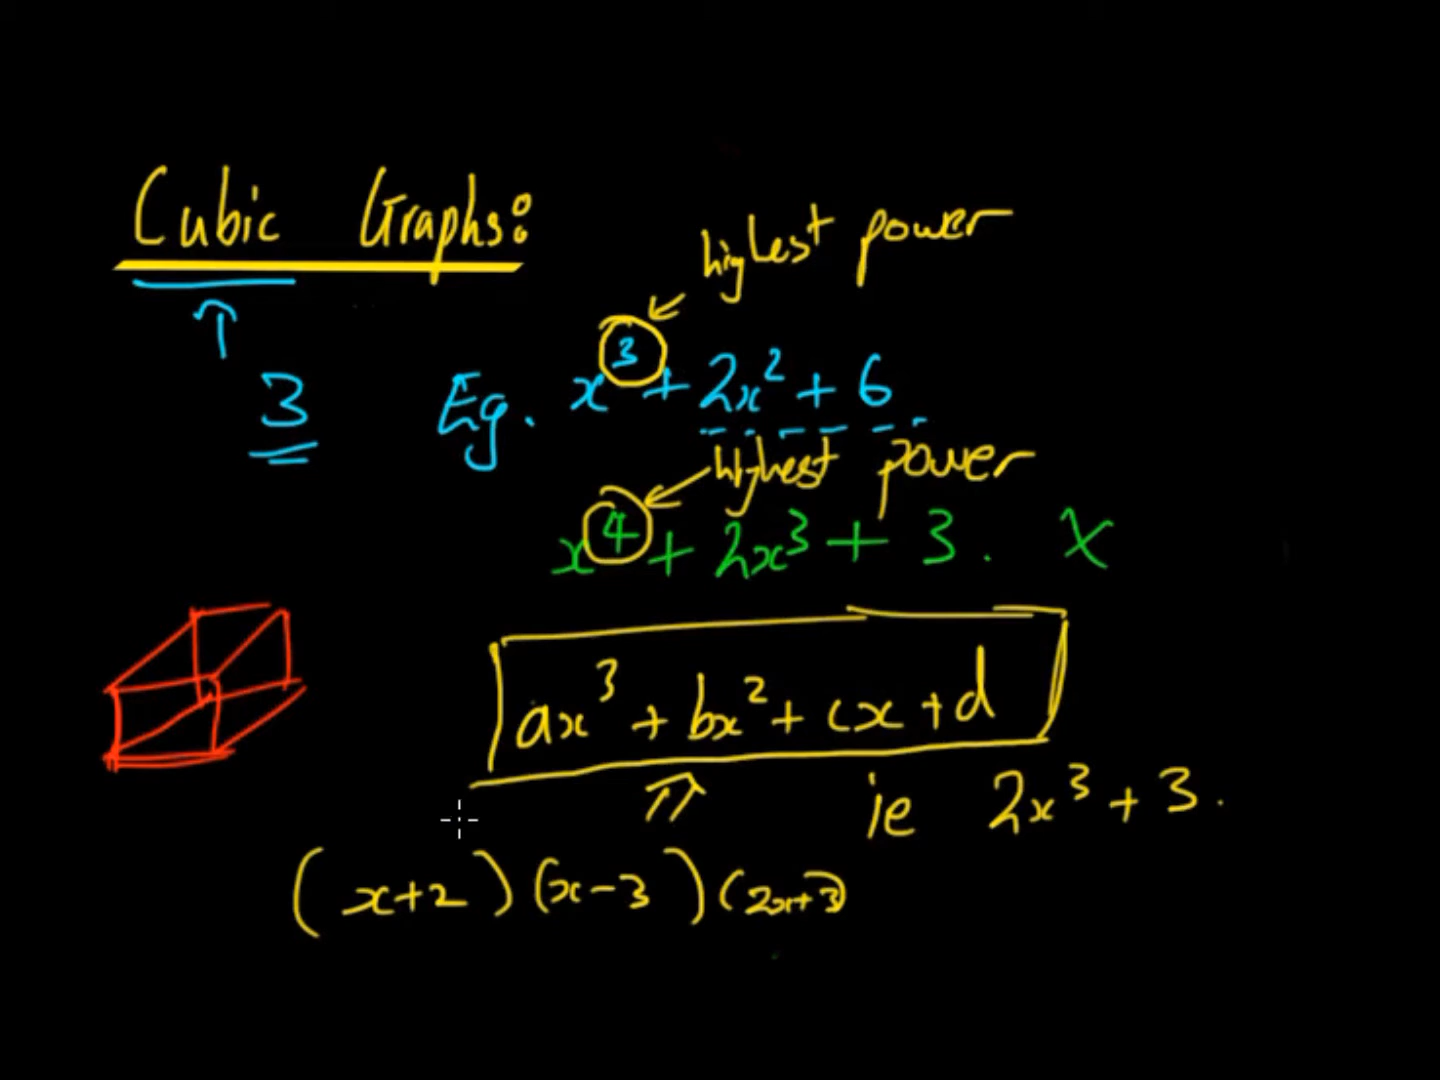 Cubic Graphs:
highest power
3 Eg. x³ + 2x² + 6
highest power
x⁴ + 2x³ + 3. X
ax³ + bx² + cx + d
ie 2x³ + 3.
(x+2)(x-3)(2x+3)